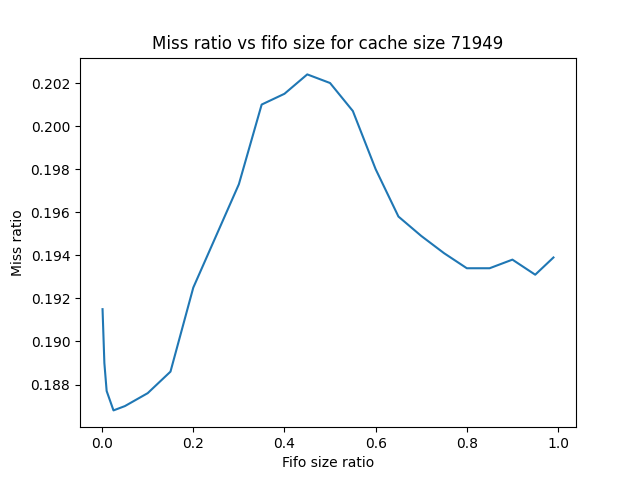 Miss ratio vs fifo size for cache size 71949
0.202
0.200
0.198
0.196
0.194
0.192
0.190
0.188
Miss ratio
0.0 0.2 0.4 0.6 0.8 1.0
Fifo size ratio